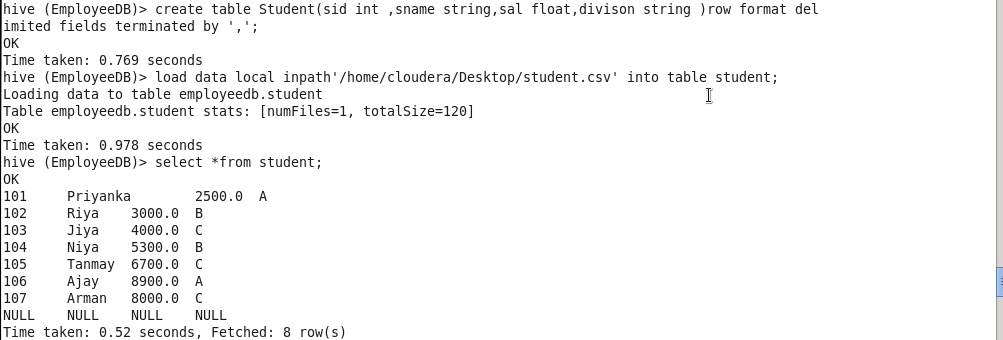 hive (EmployeeDB)> create table Student(sid int ,sname string,sal float,divison string )row format del
imited fields terminated by ',';
OK
Time taken: 0.769 seconds
hive (EmployeeDB)> load data local inpath'/home/cloudera/Desktop/student.csv' into table student;
Loading data to table employeedb.student
Table employeedb.student stats: [numFiles=1, totalSize=120]
OK
Time taken: 0.978 seconds
hive (EmployeeDB)> select *from student;
OK
101     Priyanka        2500.0  A
102     Riya    3000.0  B
103     Jiya    4000.0  C
104     Niya    5300.0  B
105     Tanmay  6700.0  C
106     Ajay    8900.0  A
107     Arman   8000.0  C
NULL    NULL    NULL    NULL
Time taken: 0.52 seconds, Fetched: 8 row(s)